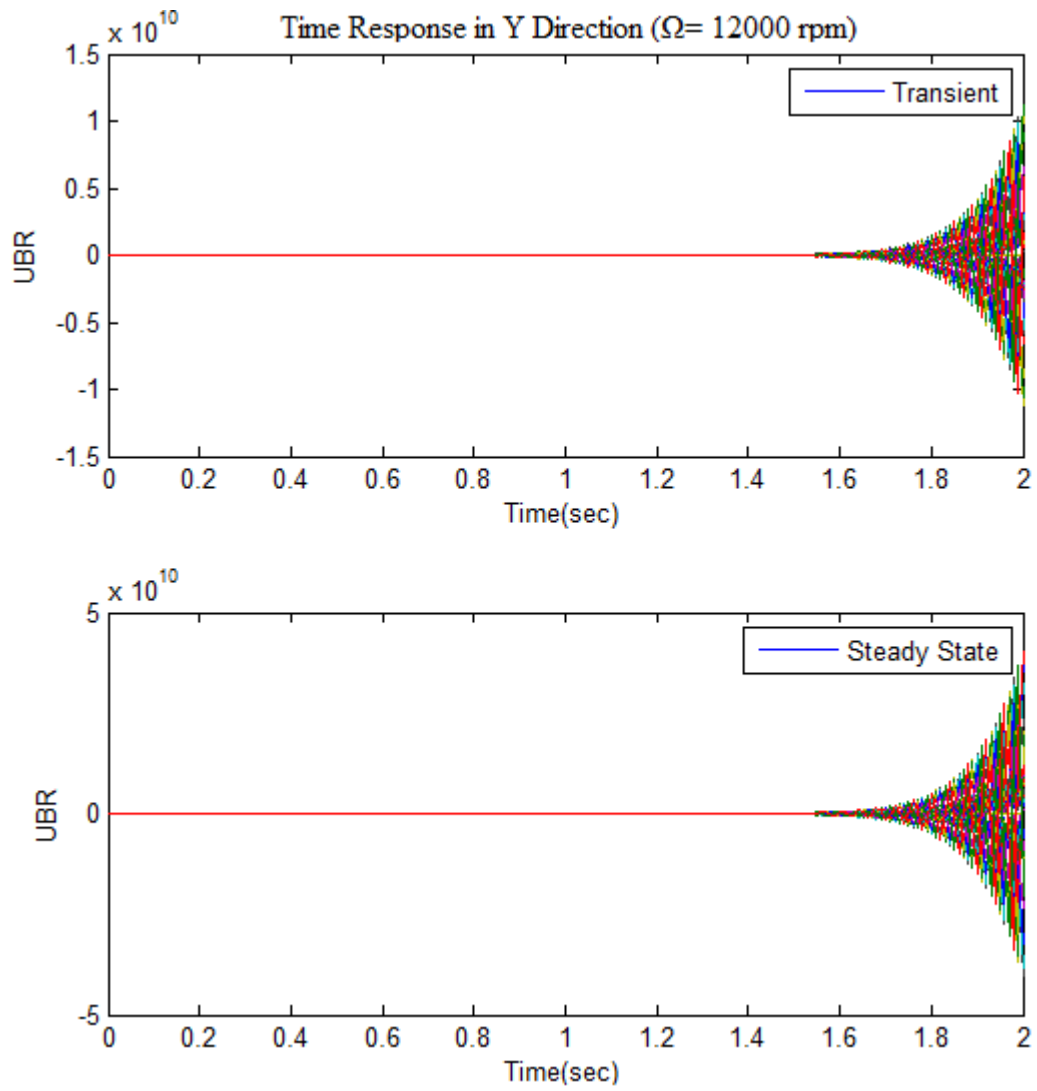 x 10^10
Time Response in Y Direction (Ω= 12000 rpm)
1.5
1
0.5
0
-0.5
-1
-1.5
UBR
Transient
0 0.2 0.4 0.6 0.8 1 1.2 1.4 1.6 1.8 2
Time(sec)
x 10^10
5
0
-5
UBR
Steady State
0 0.2 0.4 0.6 0.8 1 1.2 1.4 1.6 1.8 2
Time(sec)